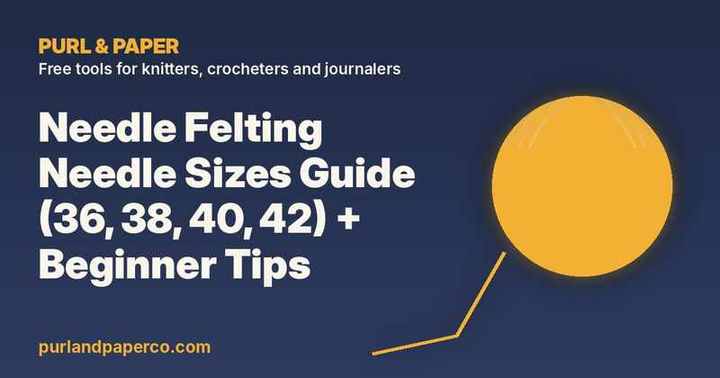 PURL & PAPER
Free tools for knitters, crocheters and journalers
Needle Felting
Needle Sizes Guide
(36, 38, 40, 42) +
Beginner Tips
purlandpaperco.com